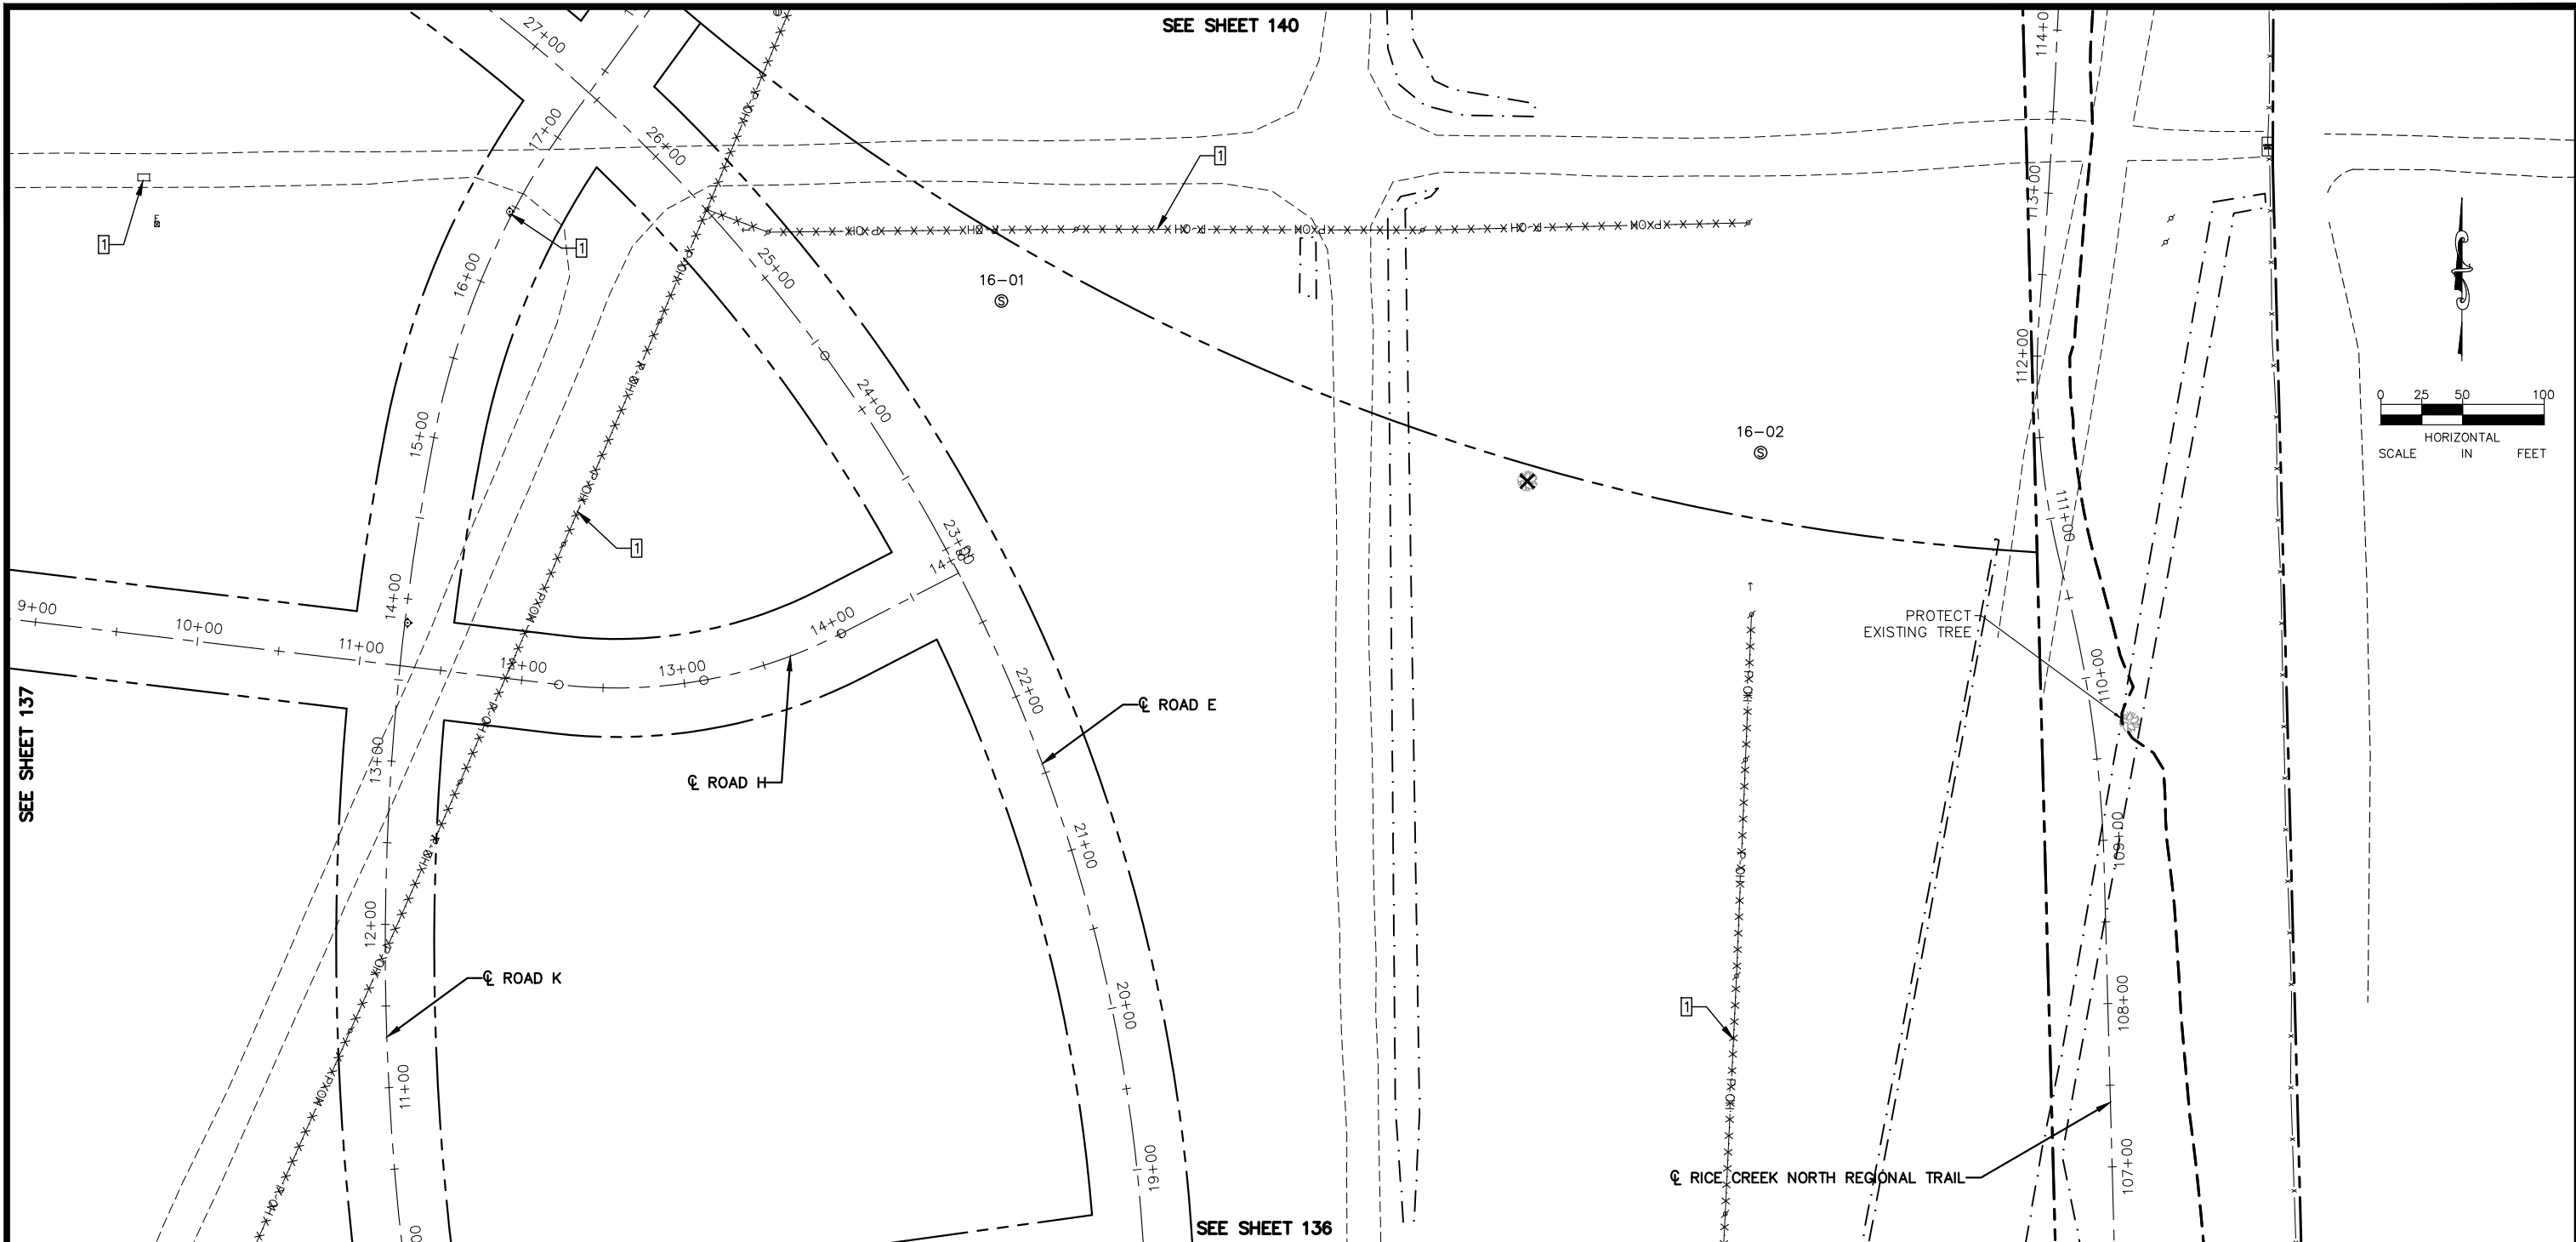 SEE SHEET 140
27+00
114+0
17+00
26+00
1
1
1
E
113+00
P-OH
16+00
25+00
16-01
S
112+00
0 25 50 100
HORIZONTAL
SCALE IN FEET
24+00
15+00
16-02
S
111+00
23+00
1
14+00
14+00
9+00
10+00
11+00
12+00
13+00
PROTECT
EXISTING TREE
110+00
22+00
SEE SHEET 137
℄ ROAD E
13+00
℄ ROAD H
21+00
109+00
12+00
℄ ROAD K
20+00
1
108+00
11+00
19+00
℄ RICE CREEK NORTH REGIONAL TRAIL
107+00
SEE SHEET 136